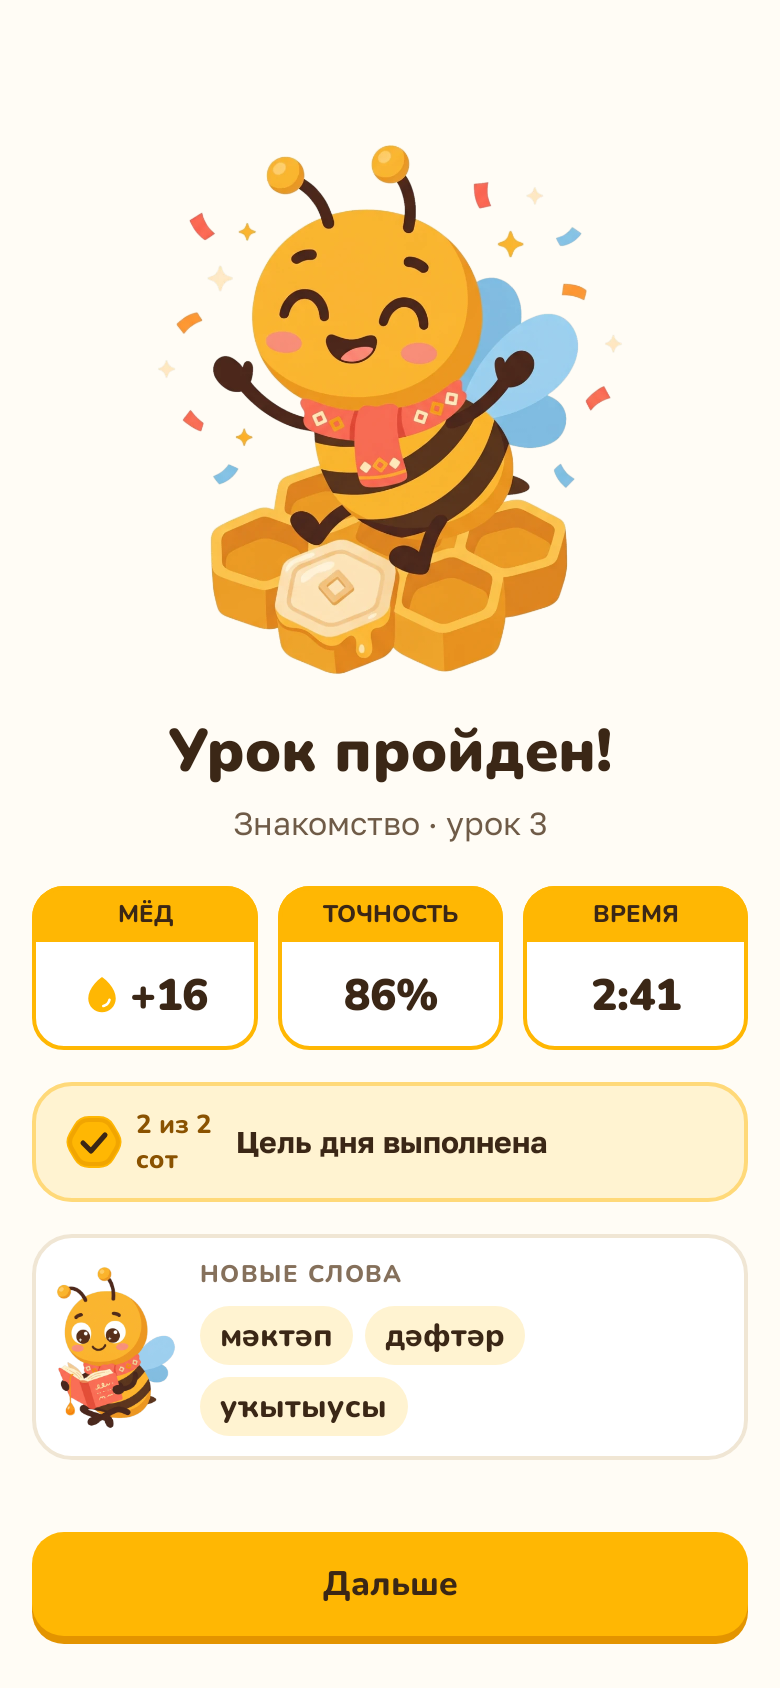 Урок пройден!
Знакомство · урок 3
МЁД
ТОЧНОСТЬ
ВРЕМЯ
+16
86%
2:41
2 из 2
сот
Цель дня выполнена
НОВЫЕ СЛОВА
мәктәп
дәфтәр
уҡытыусы
Дальше